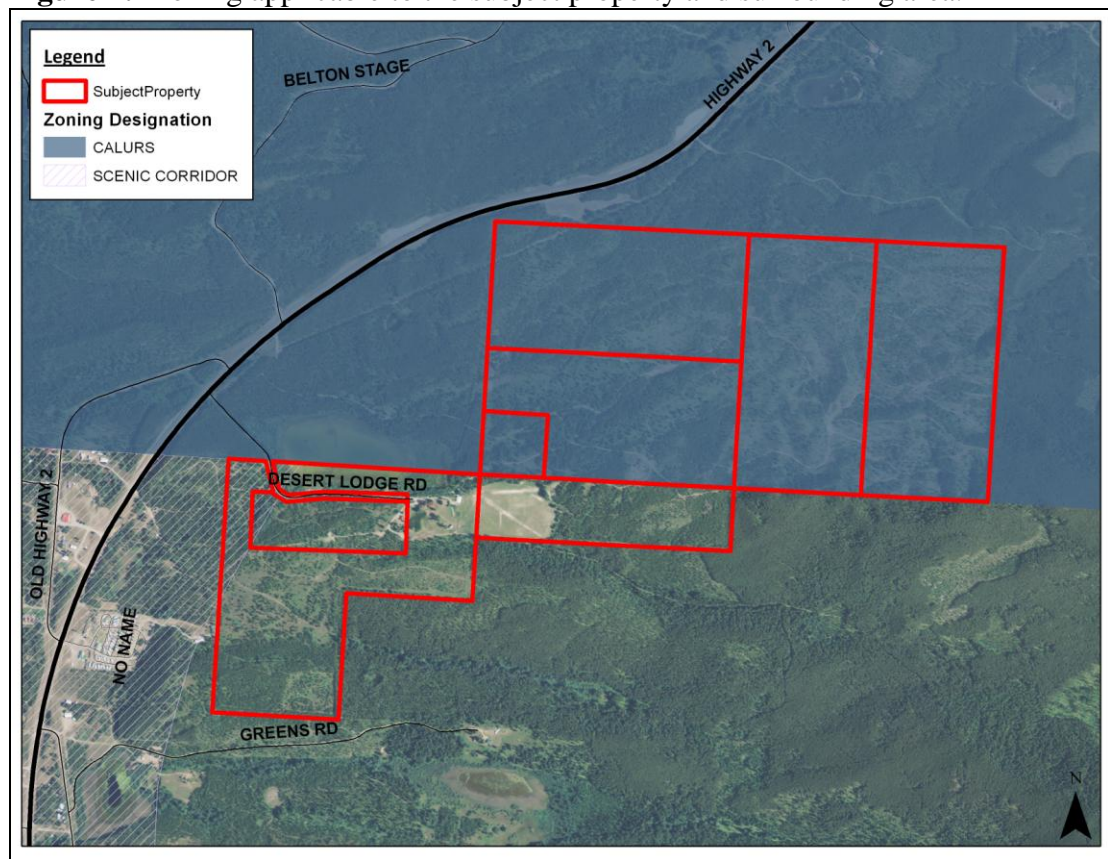 Legend
SubjectProperty
Zoning Designation
CALURS
SCENIC CORRIDOR
BELTON STAGE
HIGHWAY 2
DESERT LODGE RD
OLD HIGHWAY 2
NO NAME
GREENS RD
N